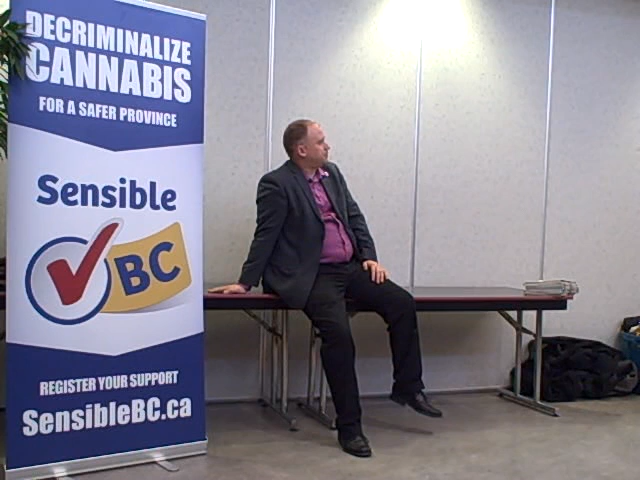 DECRIMINALIZE
CANNABIS
FOR A SAFER PROVINCE
Sensible
BC
REGISTER YOUR SUPPORT
SensibleBC.ca